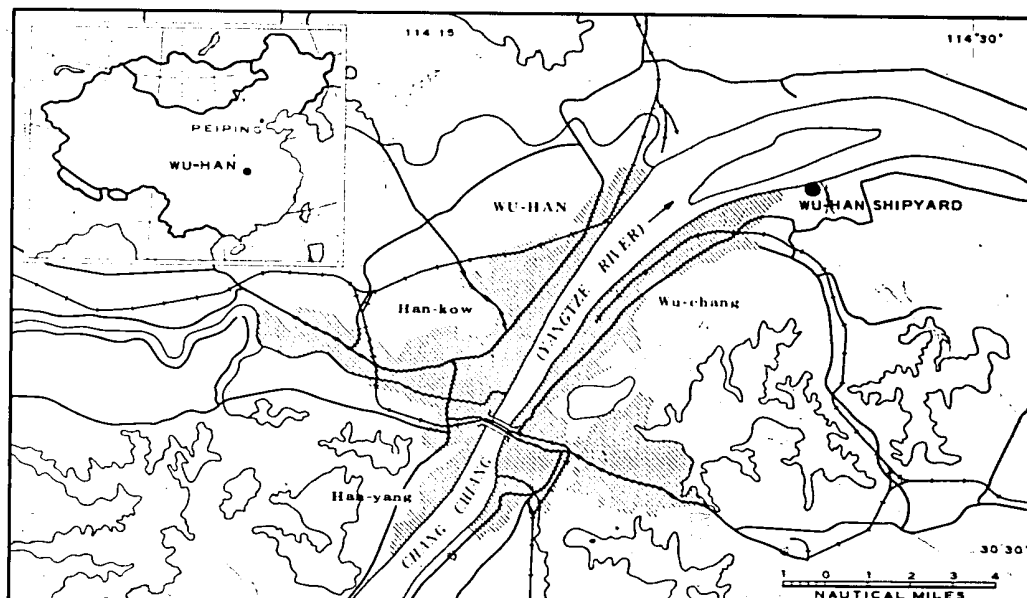 114 15
114°30'
PEIPING
WU-HAN
WU-HAN
WU-HAN SHIPYARD
(YANGTZE RIVER)
Han-kow
Wu-chang
Han-yang
CHANG CHIANG
30 30'
1 0 1 2 3 4
NAUTICAL MILES